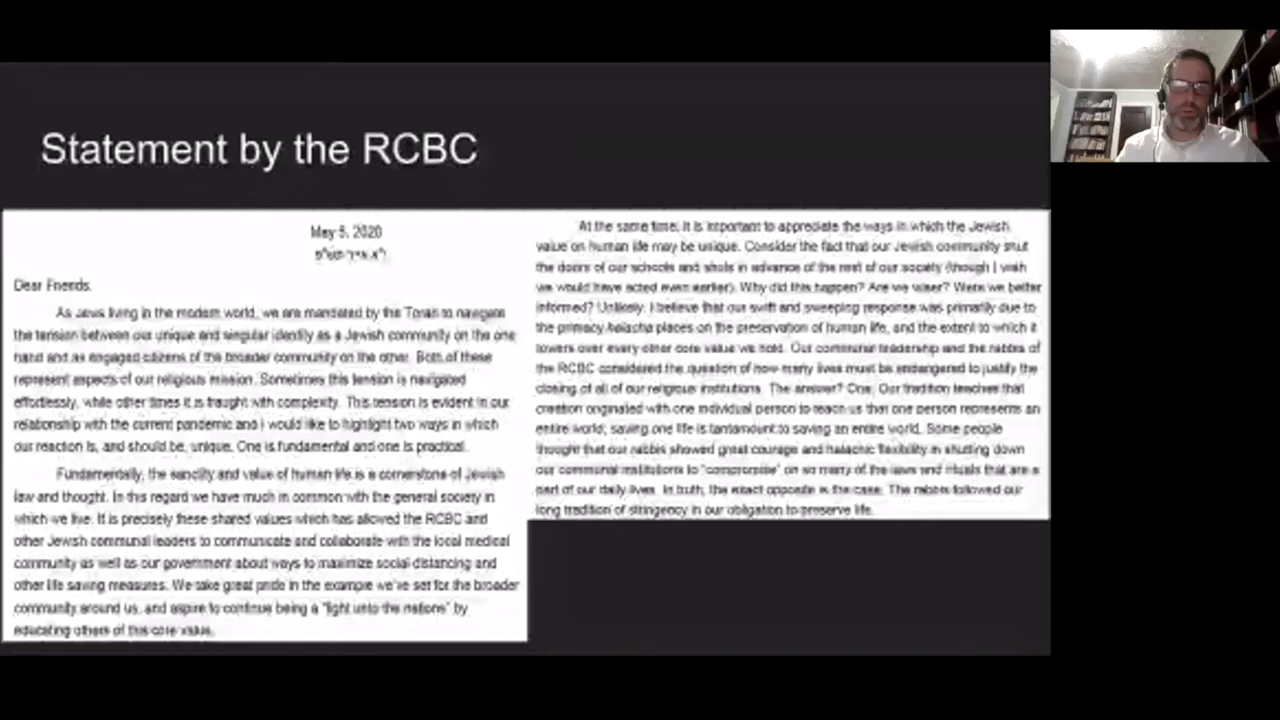 Statement by the RCBC
May 5, 2020
י"א אייר תש"פ
Dear Friends,
As Jews living in the modern world, we are mandated by the Torah to navigate
the tension between our unique and singular identity as a Jewish community on the one
hand and as engaged citizens of the broader community on the other. Both of these
represent aspects of our religious mission. Sometimes this tension is navigated
effortlessly, while other times it is fraught with complexity. This tension is evident in our
relationship with the current pandemic and I would like to highlight two ways in which
our reaction is, and should be, unique. One is fundamental and one is practical.
Fundamentally, the sanctity and value of human life is a cornerstone of Jewish
law and thought. In this regard we have much in common with the general society in
which we live. It is precisely these shared values which has allowed the RCBC and
other Jewish communal leaders to communicate and collaborate with the local medical
community as well as our government about ways to maximize social distancing and
other life saving measures. We take great pride in the example we've set for the broader
community around us, and aspire to continue being a "light unto the nations" by
educating others of this core value.
At the same time, it is important to appreciate the ways in which the Jewish
value on human life may be unique. Consider the fact that our Jewish community shut
the doors of our schools and shuls in advance of the rest of our society (though I wish
we would have acted even earlier). Why did this happen? Are we wiser? Were we better
informed? Unlikely. I believe that our swift and sweeping response was primarily due to
the primacy halacha places on the preservation of human life, and the extent to which it
towers over every other core value we hold. Our communal leadership and the rabbis of
the RCBC considered the question of how many lives must be endangered to justify the
closing of all of our religious institutions. The answer? One. Our tradition teaches that
creation originated with one individual person to teach us that one person represents an
entire world; saving one life is tantamount to saving an entire world. Some people
thought that our rabbis showed great courage and halachic flexibility in shutting down
our communal institutions to "compromise" on so many of the laws and rituals that are a
part of our daily lives. In truth, the exact opposite is the case. The rabbis followed our
long tradition of stringency in our obligation to preserve life.